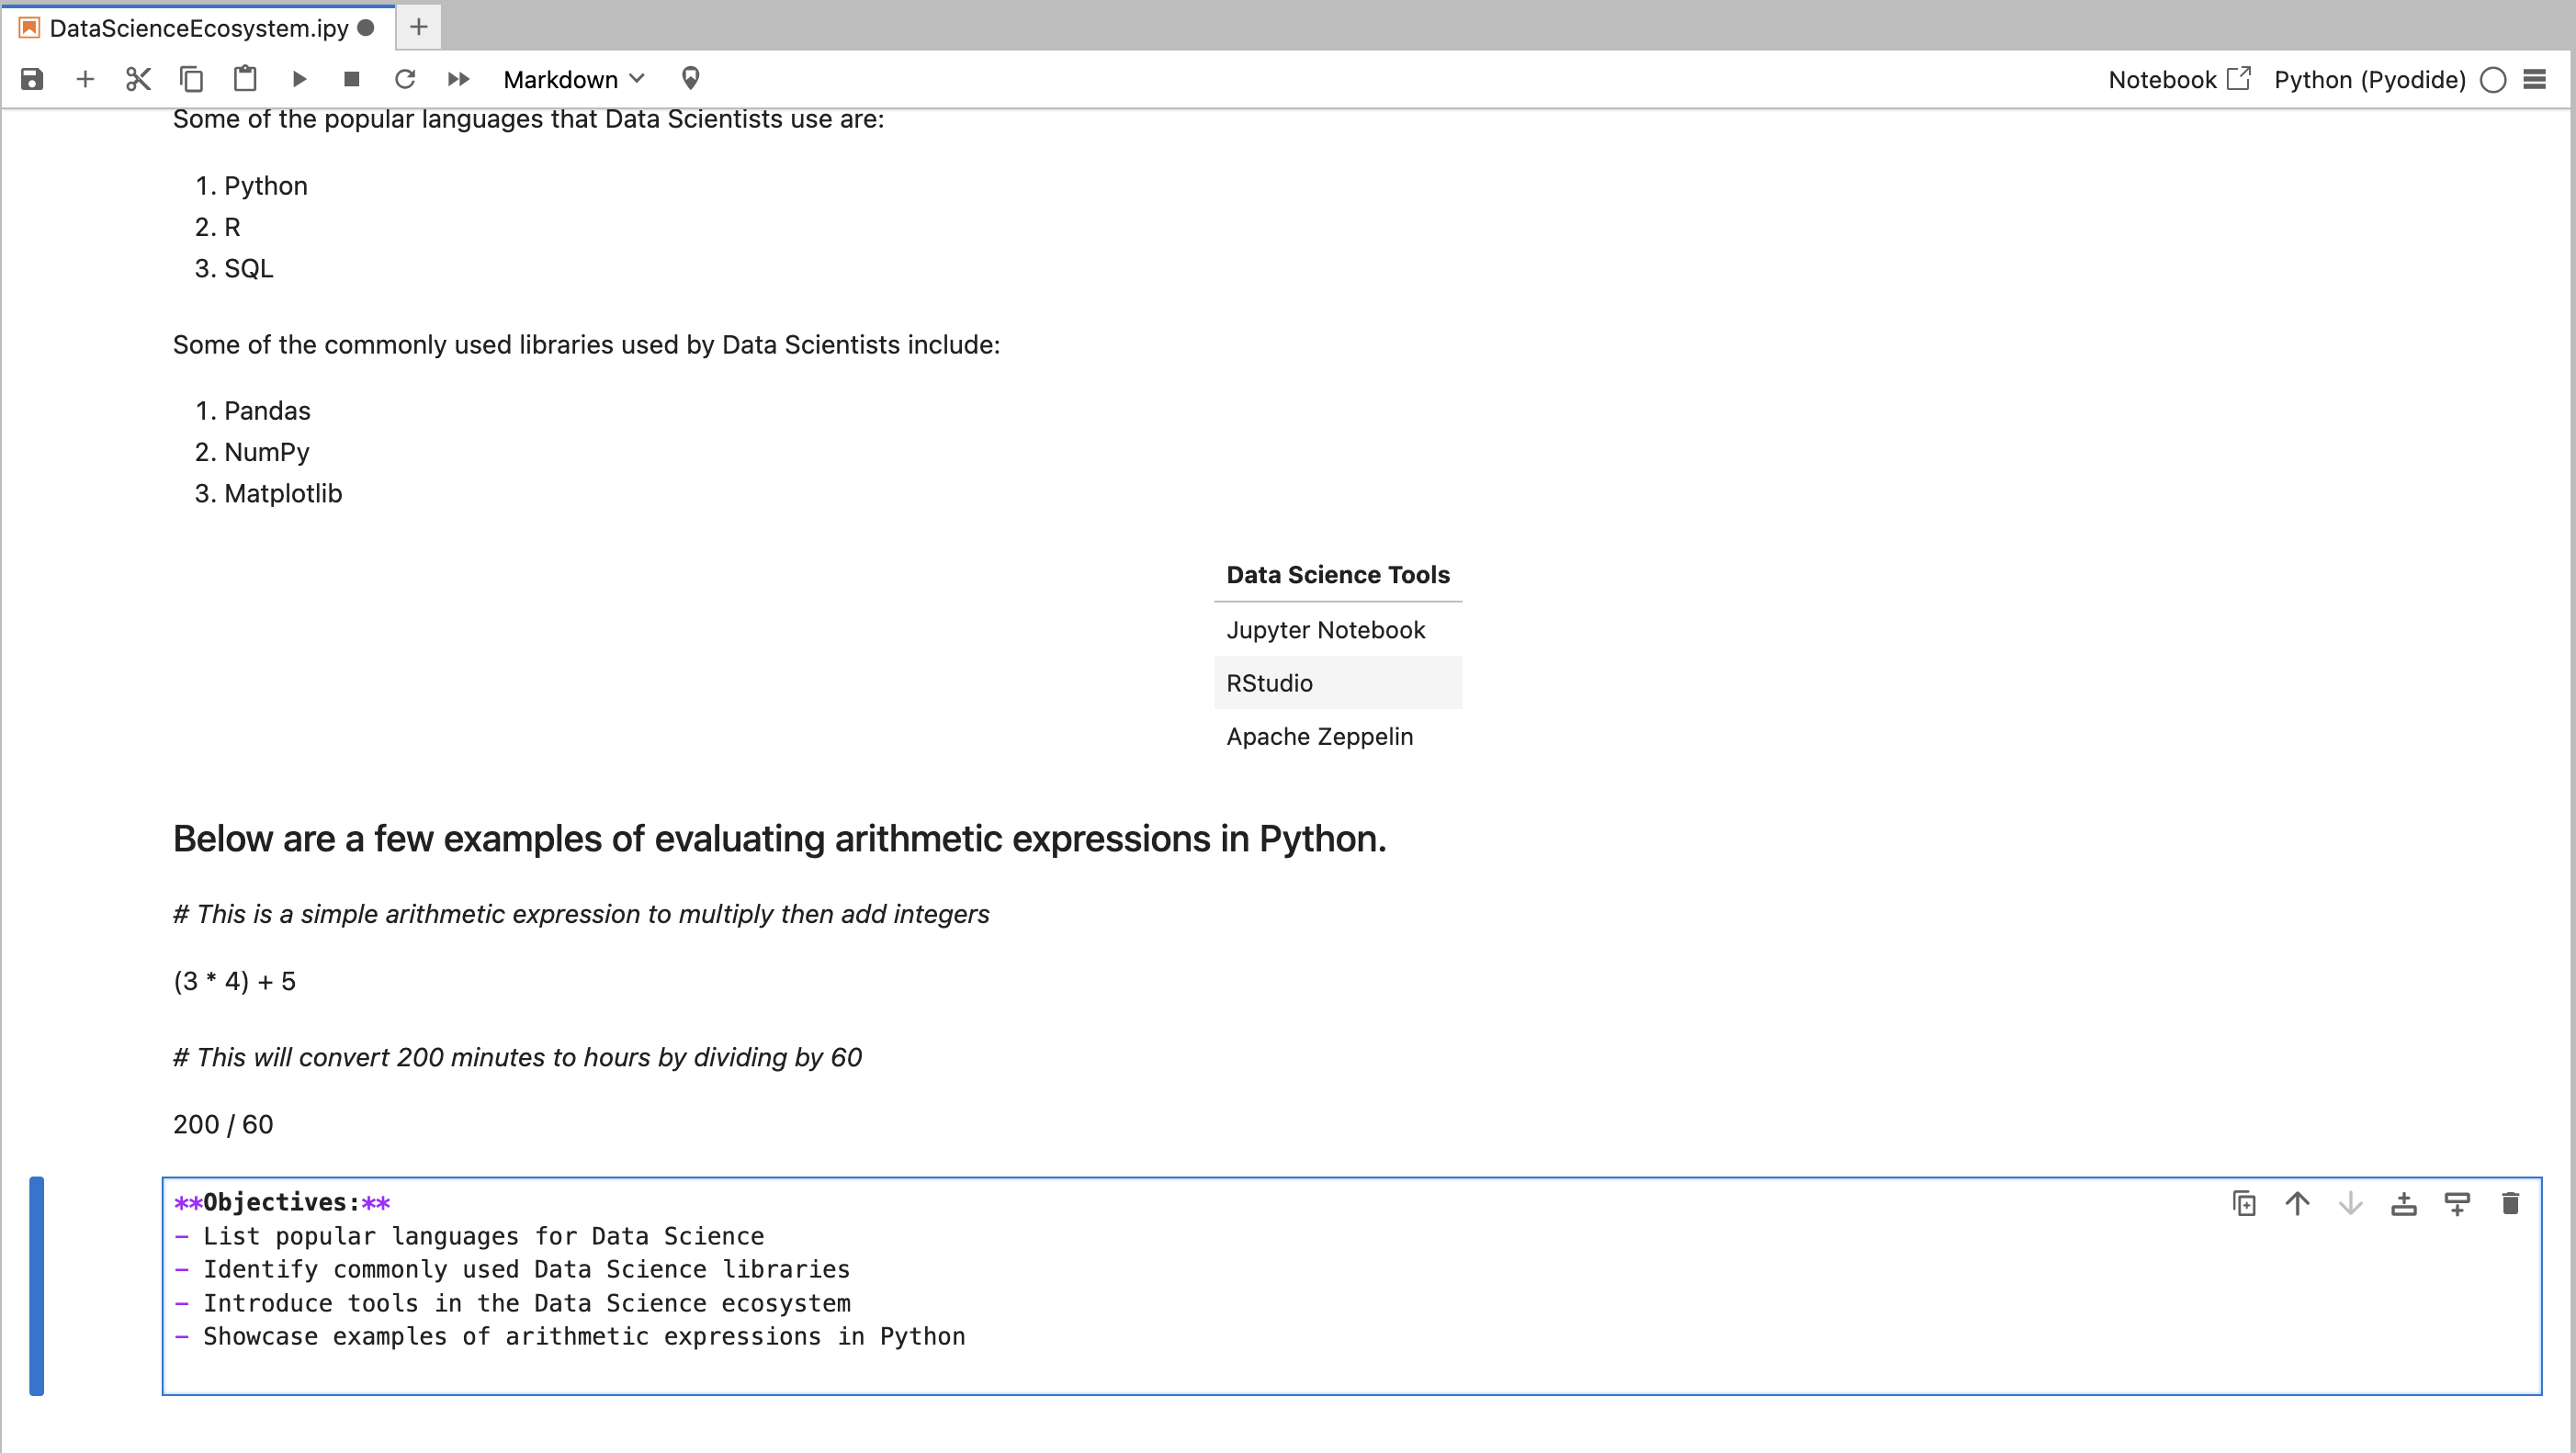 DataScienceEcosystem.ipy
Markdown
Notebook
Python (Pyodide)
Some of the popular languages that Data Scientists use are:
1. Python
2. R
3. SQL
Some of the commonly used libraries used by Data Scientists include:
1. Pandas
2. NumPy
3. Matplotlib
Data Science Tools
Jupyter Notebook
RStudio
Apache Zeppelin
Below are a few examples of evaluating arithmetic expressions in Python.
# This is a simple arithmetic expression to multiply then add integers
(3 * 4) + 5
# This will convert 200 minutes to hours by dividing by 60
200 / 60
**Objectives:**
- List popular languages for Data Science
- Identify commonly used Data Science libraries
- Introduce tools in the Data Science ecosystem
- Showcase examples of arithmetic expressions in Python